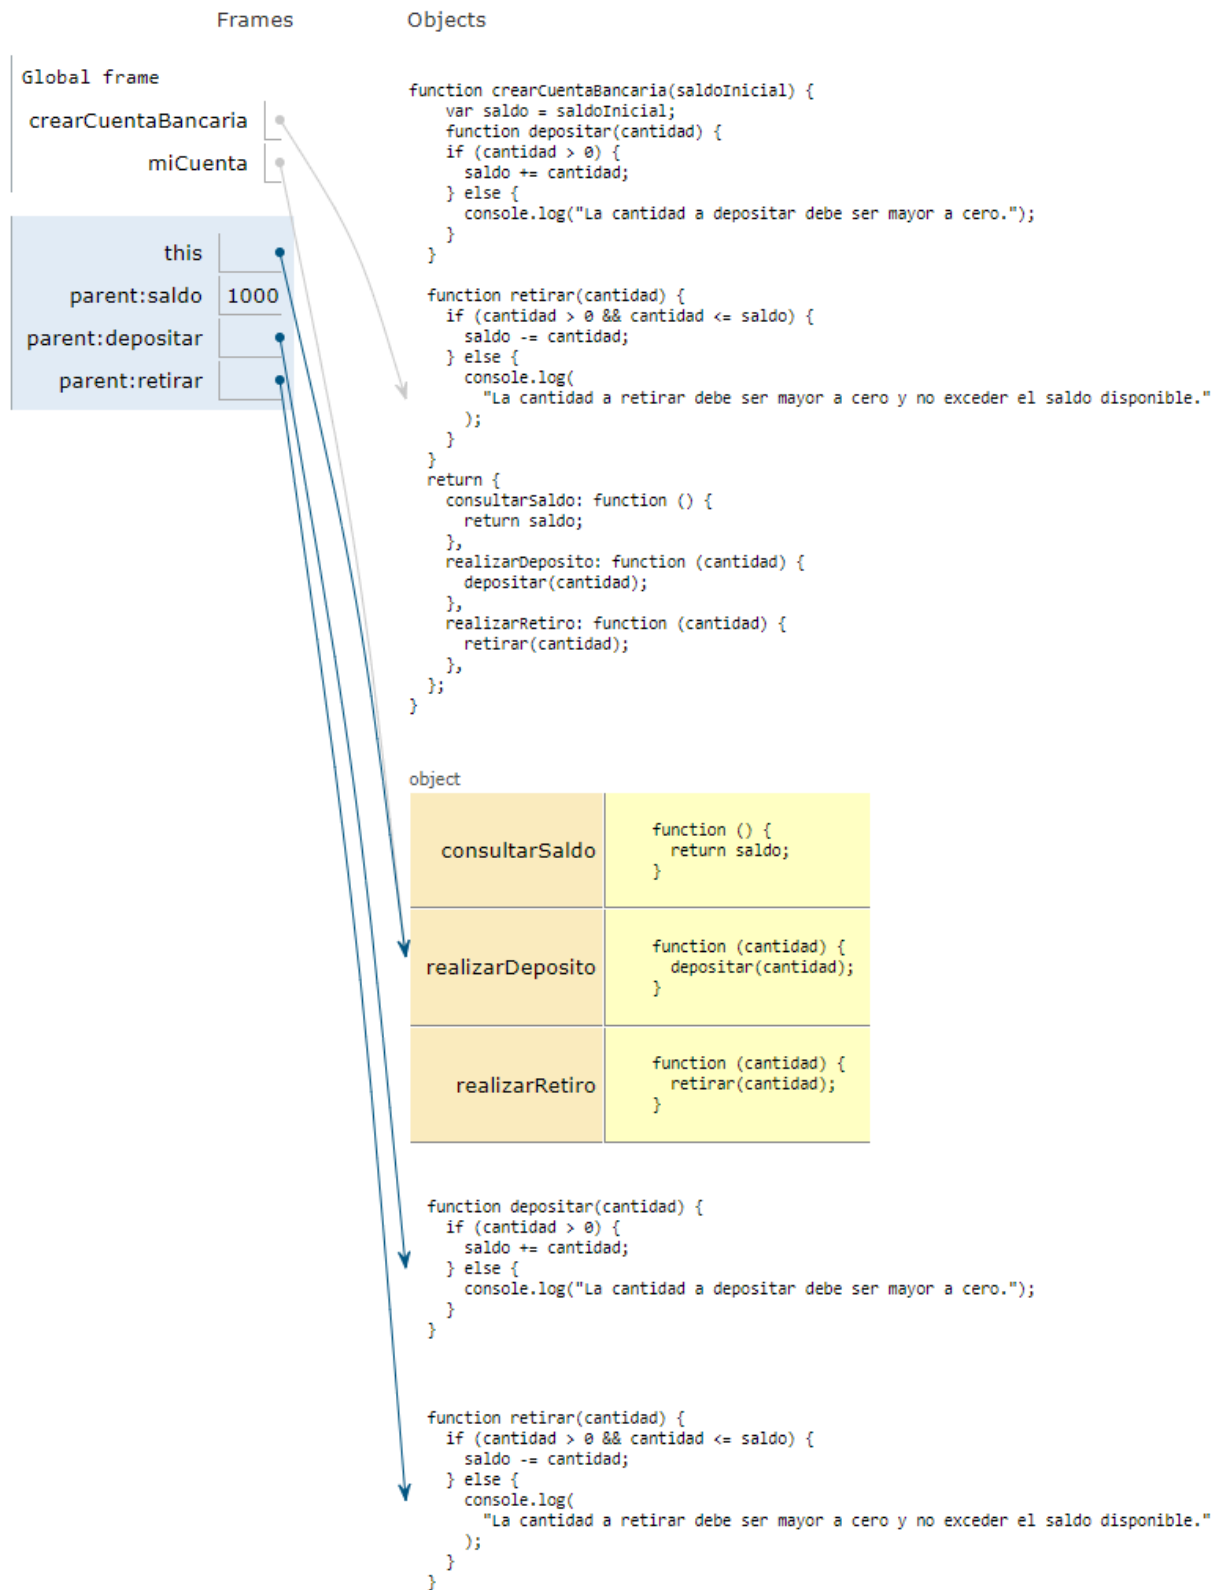 Frames Objects
Global frame
crearCuentaBancaria
miCuenta
this
parent:saldo 1000
parent:depositar
parent:retirar
function crearCuentaBancaria(saldoInicial) {
    var saldo = saldoInicial;
    function depositar(cantidad) {
    if (cantidad > 0) {
      saldo += cantidad;
    } else {
      console.log("La cantidad a depositar debe ser mayor a cero.");
    }
  }
  function retirar(cantidad) {
    if (cantidad > 0 && cantidad <= saldo) {
      saldo -= cantidad;
    } else {
      console.log(
        "La cantidad a retirar debe ser mayor a cero y no exceder el saldo disponible."
      );
    }
  }
  return {
    consultarSaldo: function () {
      return saldo;
    },
    realizarDeposito: function (cantidad) {
      depositar(cantidad);
    },
    realizarRetiro: function (cantidad) {
      retirar(cantidad);
    },
  };
}
object
consultarSaldo
function () {
  return saldo;
}
realizarDeposito
function (cantidad) {
  depositar(cantidad);
}
realizarRetiro
function (cantidad) {
  retirar(cantidad);
}
  function depositar(cantidad) {
    if (cantidad > 0) {
      saldo += cantidad;
    } else {
      console.log("La cantidad a depositar debe ser mayor a cero.");
    }
  }
  function retirar(cantidad) {
    if (cantidad > 0 && cantidad <= saldo) {
      saldo -= cantidad;
    } else {
      console.log(
        "La cantidad a retirar debe ser mayor a cero y no exceder el saldo disponible."
      );
    }
  }